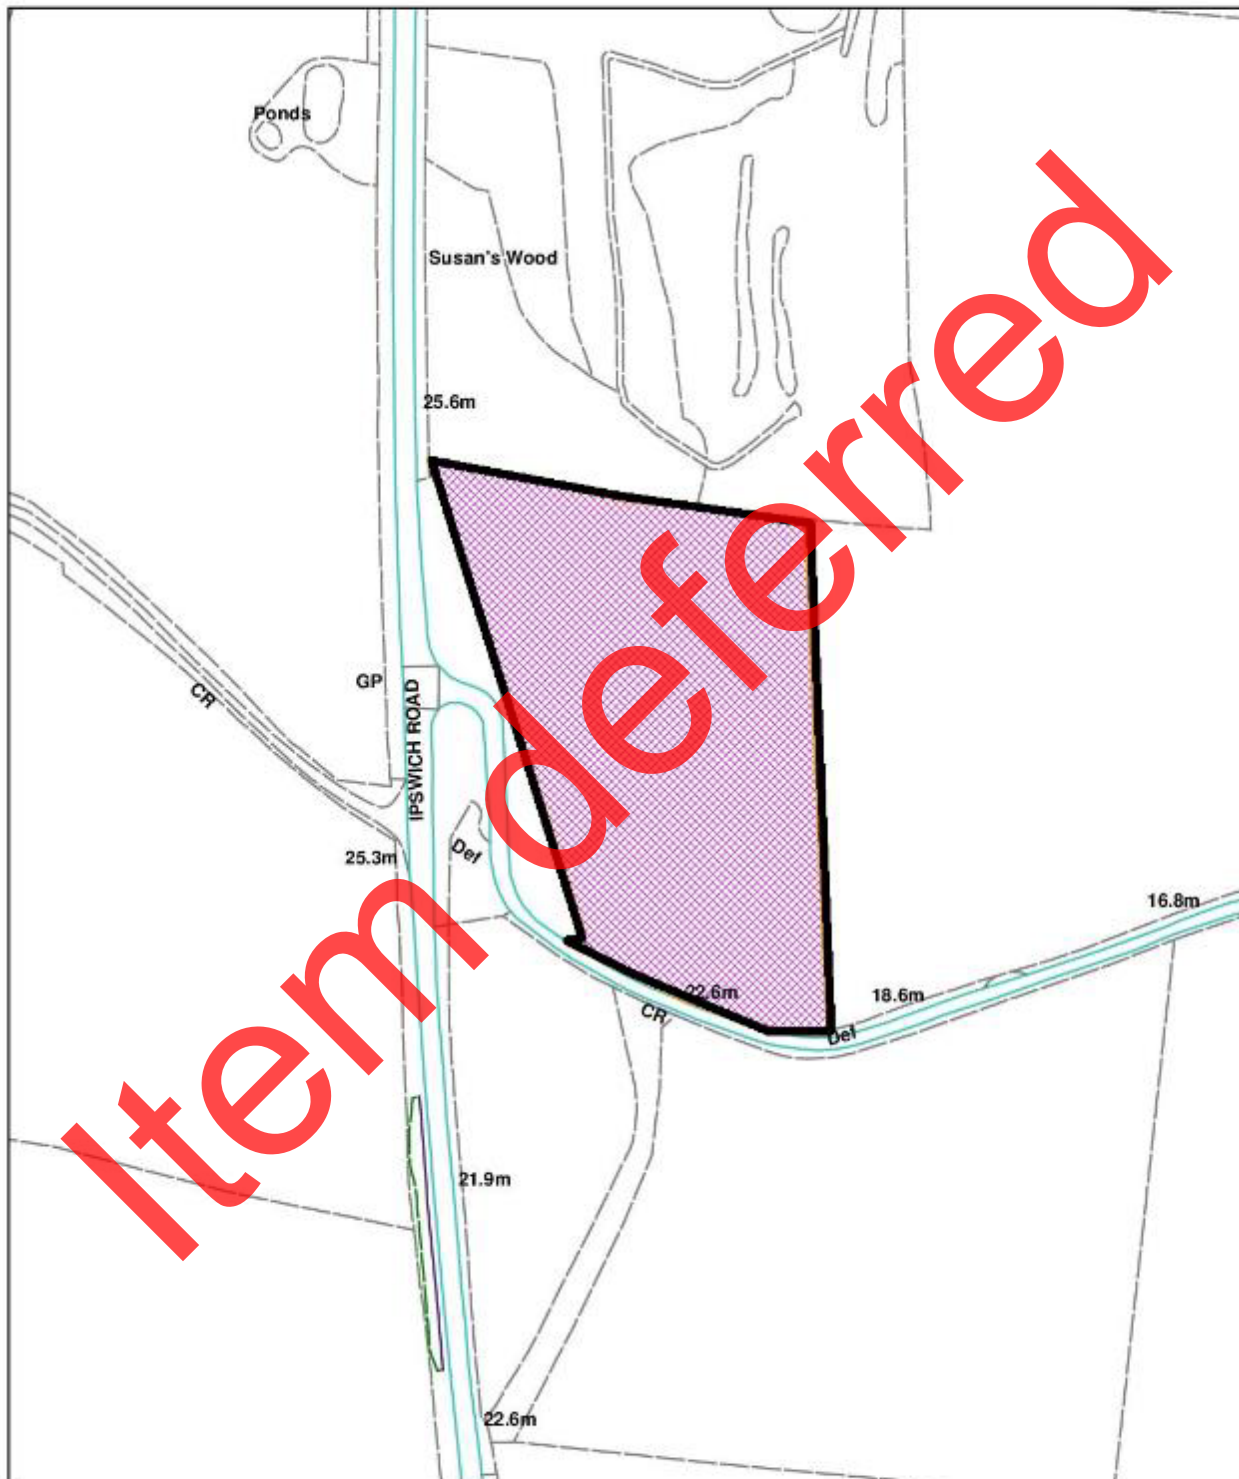 Ponds
Susan's Wood
25.6m
CR
GP
IPSWICH ROAD
Def
25.3m
16.8m
22.6m
18.6m
CR
Def
21.9m
22.6m
Item deferred